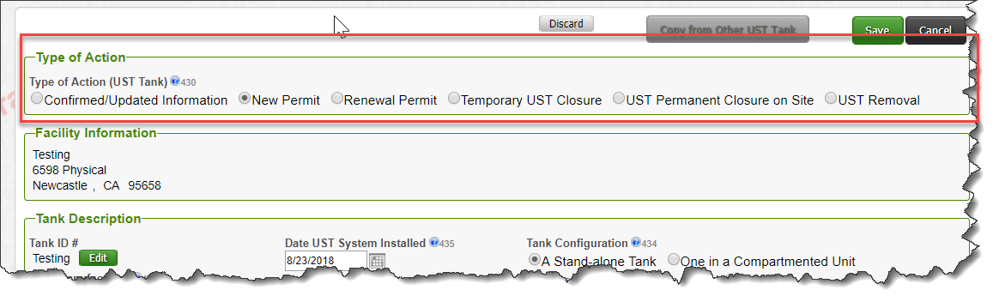 Discard
Copy from Other UST Tank
Save
Cancel
Type of Action
Type of Action (UST Tank) 430
Confirmed/Updated Information New Permit Renewal Permit Temporary UST Closure UST Permanent Closure on Site UST Removal
Facility Information
Testing
6598 Physical
Newcastle , CA 95658
Tank Description
Tank ID # Date UST System Installed 435 Tank Configuration 434
Testing Edit 8/23/2018 A Stand-alone Tank One in a Compartmented Unit